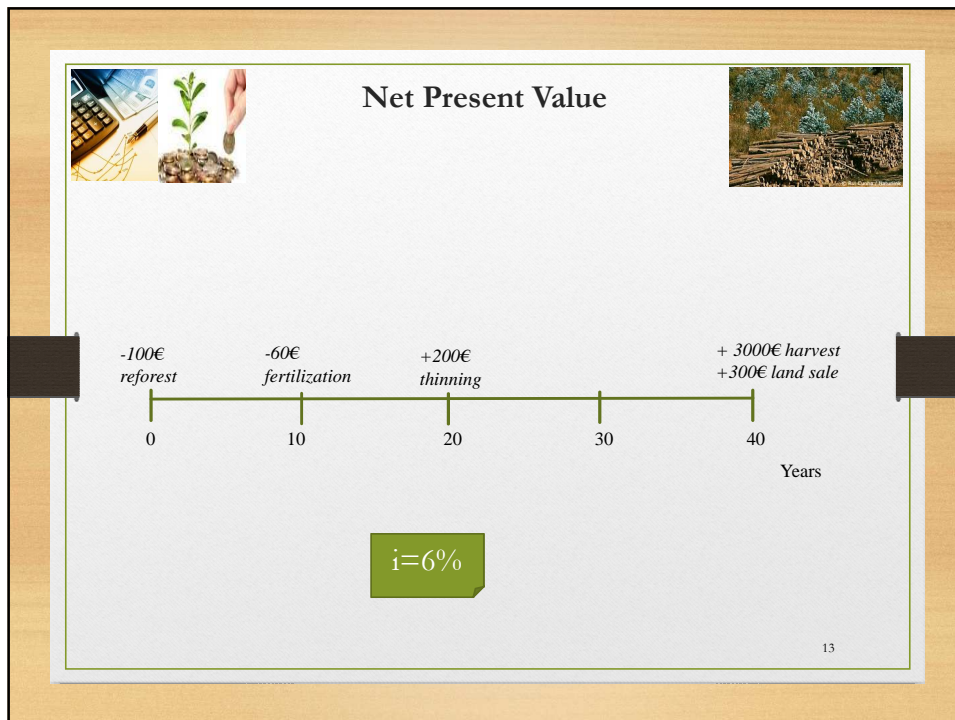 Net Present Value
-100€
reforest
-60€
fertilization
+200€
thinning
+ 3000€ harvest
+300€ land sale
0
10
20
30
40
Years
i=6%
13